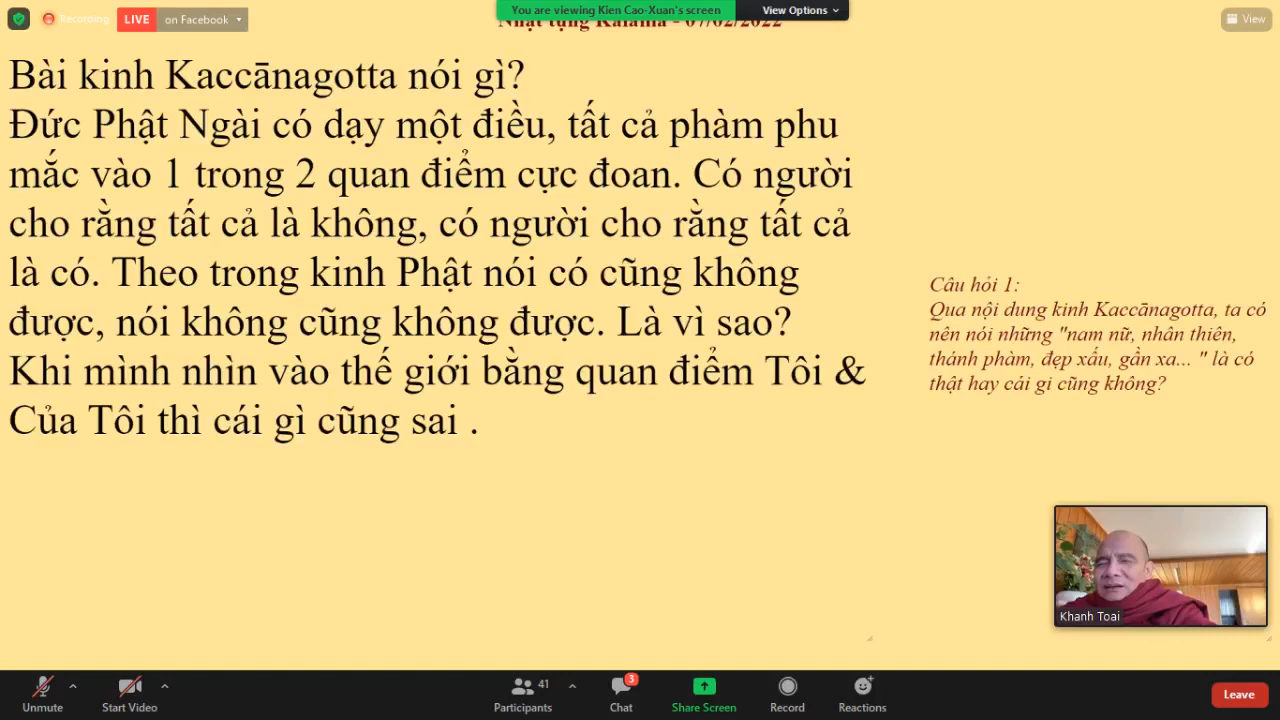 You are viewing Kien Cao-Xuan's screen
View Options
Recording
LIVE on Facebook
View
Nhật tụng Kalama - 07/02/2022
Bài kinh Kaccānagotta nói gì?
Đức Phật Ngài có dạy một điều, tất cả phàm phu
mắc vào 1 trong 2 quan điểm cực đoan. Có người
cho rằng tất cả là không, có người cho rằng tất cả
là có. Theo trong kinh Phật nói có cũng không
được, nói không cũng không được. Là vì sao?
Khi mình nhìn vào thế giới bằng quan điểm Tôi &
Của Tôi thì cái gì cũng sai .
Câu hỏi 1:
Qua nội dung kinh Kaccānagotta, ta có
nên nói những "nam nữ, nhân thiên,
thánh phàm, đẹp xấu, gần xa... " là có
thật hay cái gi cũng không?
Khanh Toai
Unmute
Start Video
Participants 41
Chat 3
Share Screen
Record
Reactions
Leave